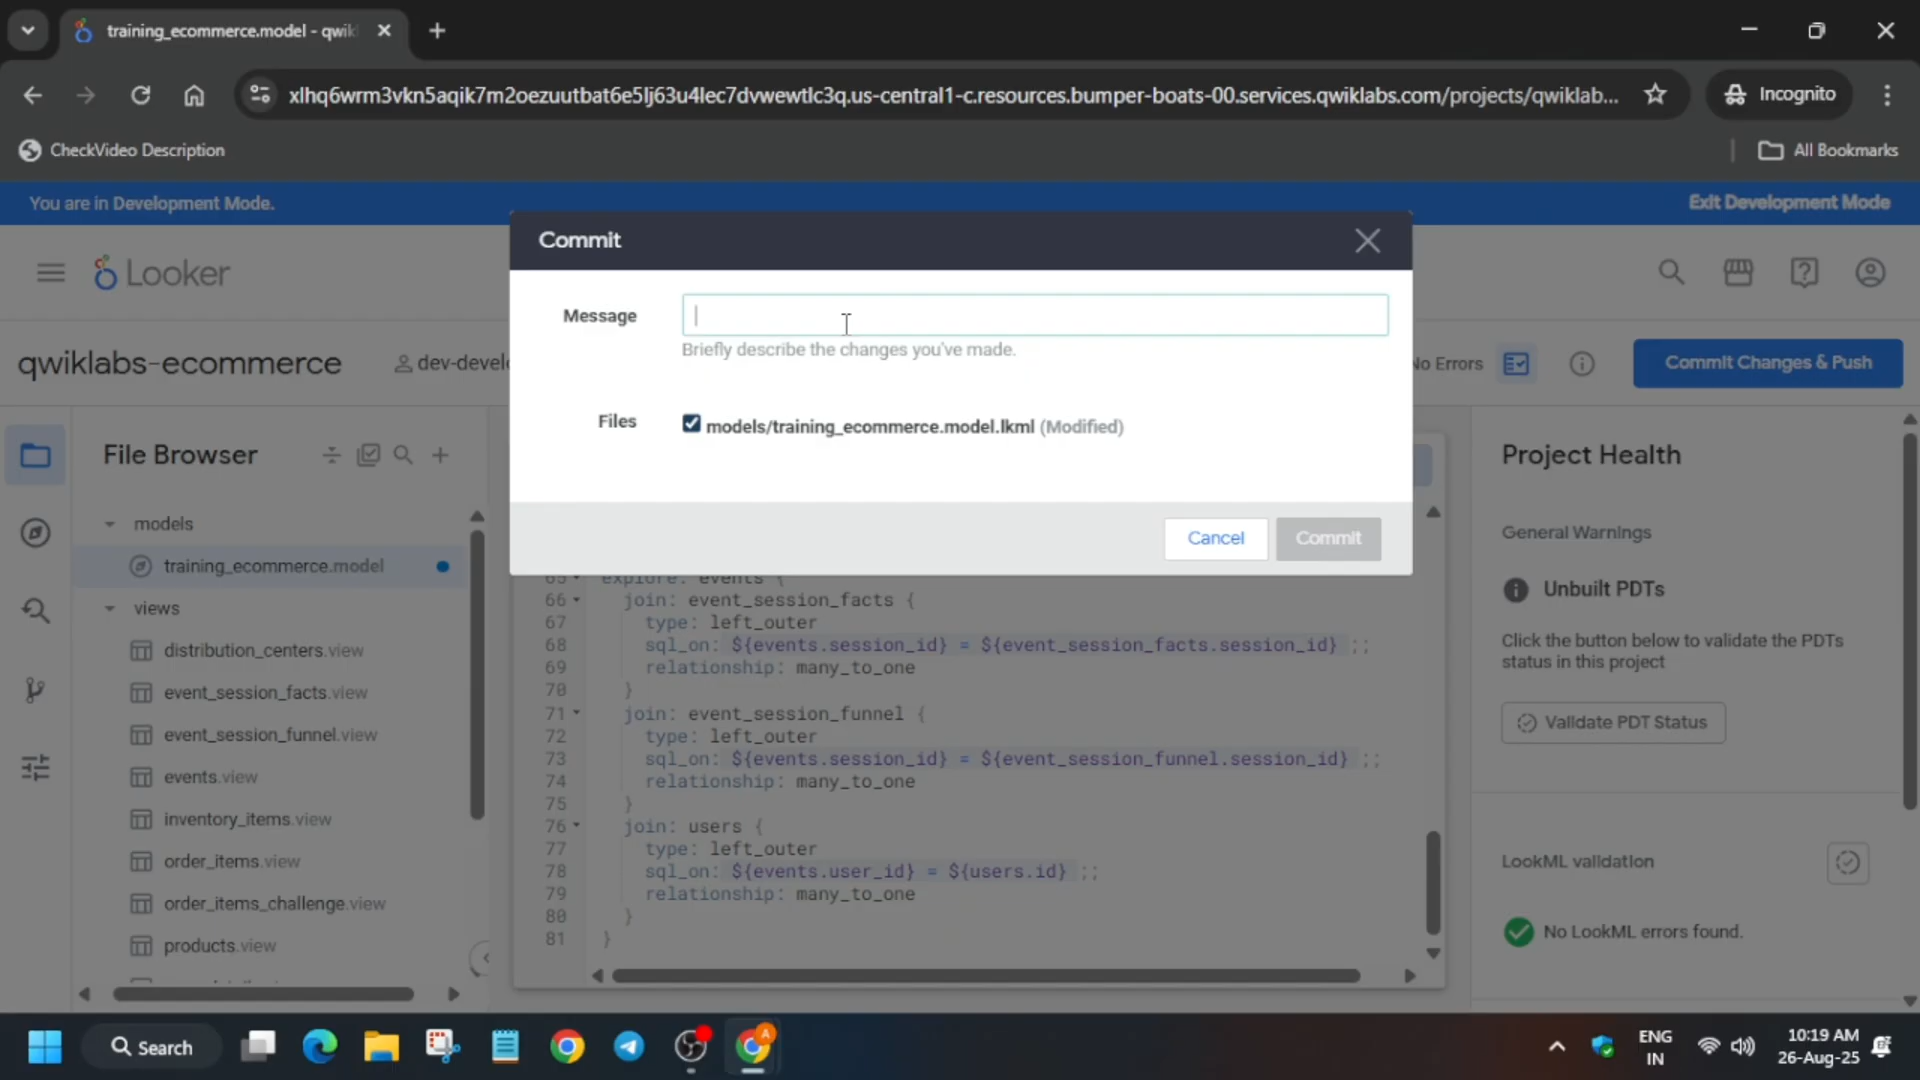 training_ecommerce.model - qwik
xlhq6wrm3vkn5aqik7m2oezuutbat6e5lj63u4lec7dvwewtlc3q.us-central1-c.resources.bumper-boats-00.services.qwiklabs.com/projects/qwiklab...
Incognito
CheckVideo Description
All Bookmarks
You are in Development Mode.
Exit Development Mode
Looker
qwiklabs-ecommerce
dev-devel
No Errors
Commit Changes & Push
Commit
Message
Briefly describe the changes you've made.
Files
models/training_ecommerce.model.lkml (Modified)
Cancel
Commit
File Browser
models
training_ecommerce.model
views
distribution_centers.view
event_session_facts.view
event_session_funnel.view
events.view
inventory_items.view
order_items.view
order_items_challenge.view
products.view
65 explore: events {
66 join: event_session_facts {
67 type: left_outer
68 sql_on: ${events.session_id} = ${event_session_facts.session_id} ;;
69 relationship: many_to_one
70 }
71 join: event_session_funnel {
72 type: left_outer
73 sql_on: ${events.session_id} = ${event_session_funnel.session_id} ;;
74 relationship: many_to_one
75 }
76 join: users {
77 type: left_outer
78 sql_on: ${events.user_id} = ${users.id} ;;
79 relationship: many_to_one
80 }
81 }
Project Health
General Warnings
Unbuilt PDTs
Click the button below to validate the PDTs
status in this project
Validate PDT Status
LookML validation
No LookML errors found.
Search
ENG
IN
10:19 AM
26-Aug-25